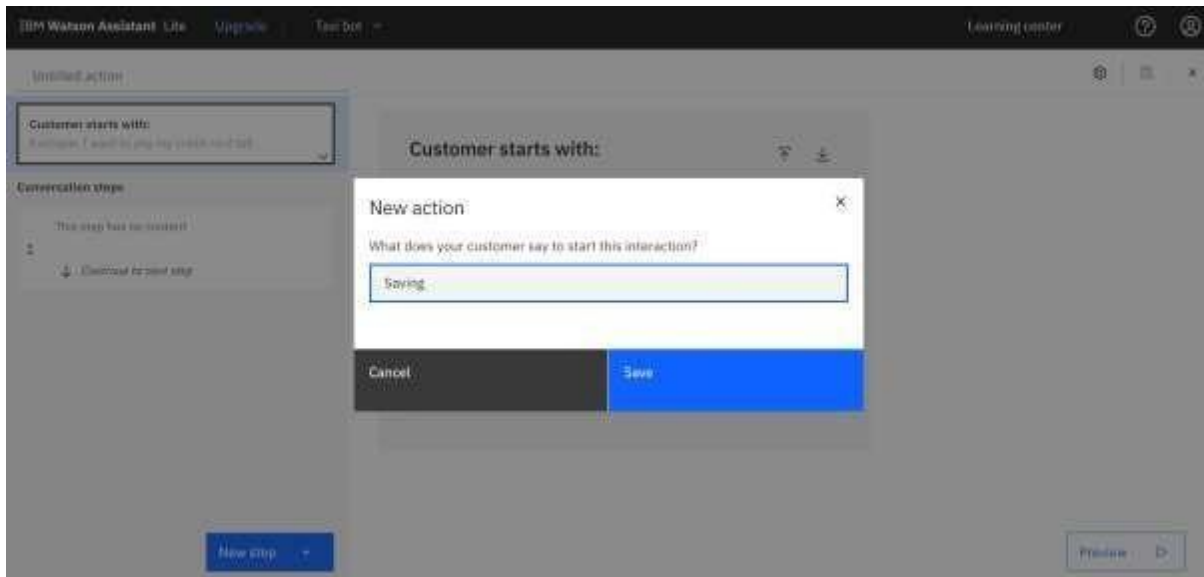 IBM Watson Assistant Lite Upgrade
Learning center
Untitled action
Customer starts with:
Conversation steps
This step has no content
Continue to next step
Customer starts with:
New action
What does your customer say to start this interaction?
Saving
Cancel
Save
New step
Preview